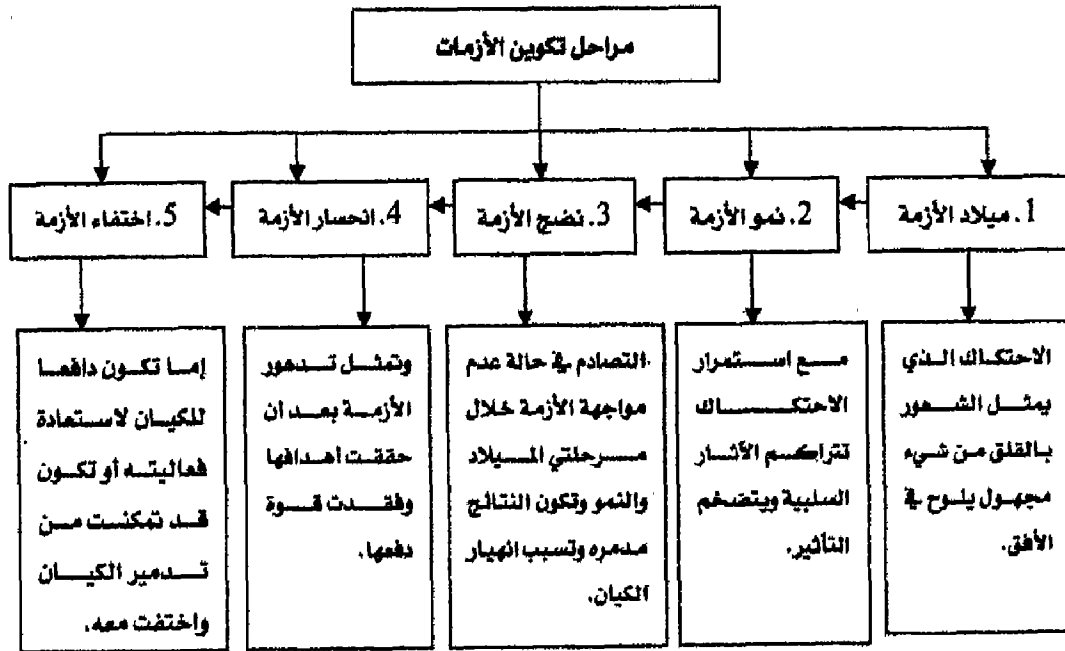 مراحل تكوين الأزمات
1. ميلاد الأزمة
2. نمو الأزمة
3. نضج الأزمة
4. انحسار الأزمة
5. اختفاء الأزمة
الاحتكاك الذي
يمثل الشعور
بالقلق من شيء
مجهول يلوح في
الأفق.
مع استمرار
الاحتكاك
تتراكم الآثار
السلبية ويتضخم
التأثير.
التصادم في حالة عدم
مواجهة الأزمة خلال
مرحلتي الميلاد
والنمو وتكون النتائج
مدمره وتسبب انهيار
الكيان.
وتمثل تدهور
الأزمة بعد أن
حققت أهدافها
وفقدت قوة
دفعها.
إما تكون دافعا
للكيان لاستعادة
فعاليته أو تكون
قد تمكنت من
تدمير الكيان
واختفت معه.